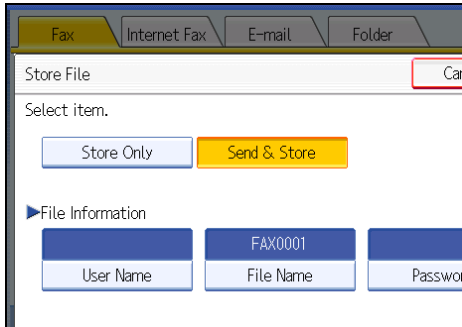 Fax Internet Fax E-mail Folder
Store File
Select item.
Store Only Send & Store
File Information
FAX0001
User Name File Name